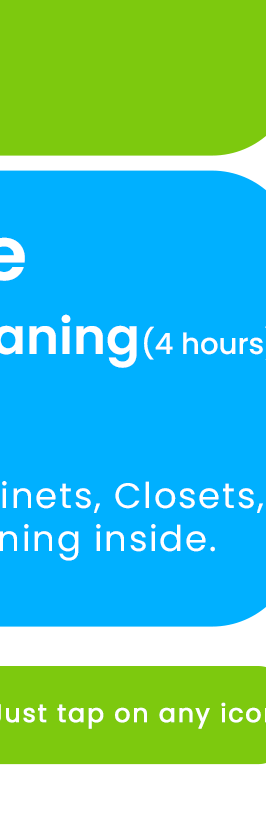 e
aning (4 hours)
inets, Closets,
ning inside.
Just tap on any icon